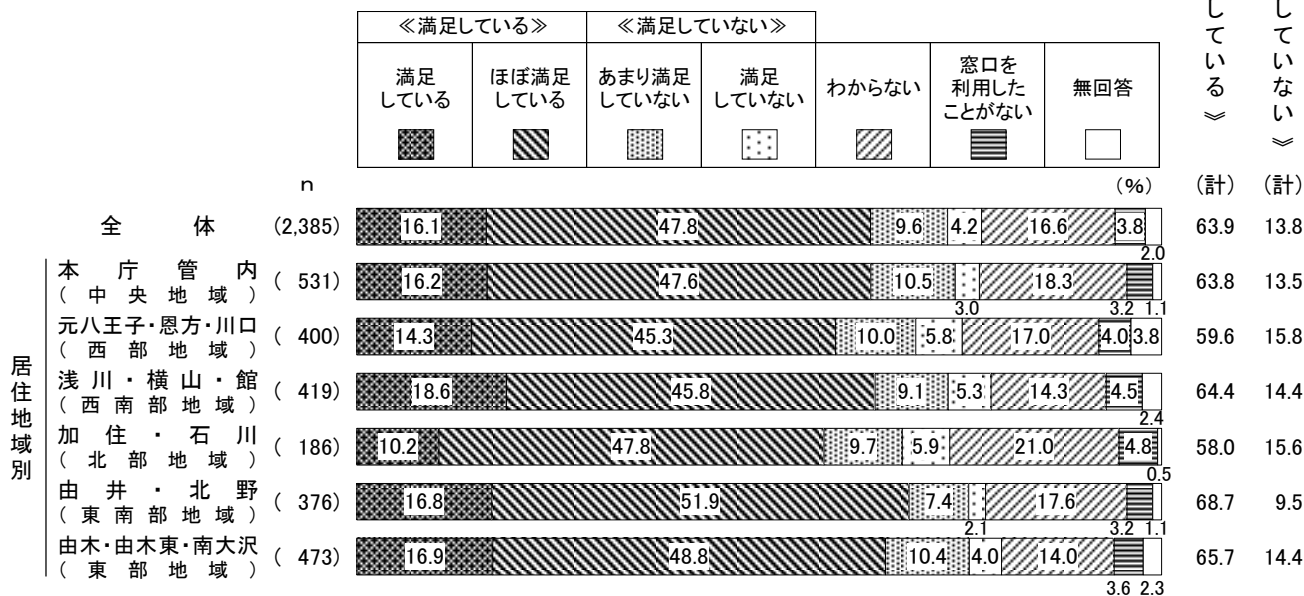 ≪満足している≫ ≪満足していない≫
満足
している
ほぼ満足
している
あまり満足
していない
満足
していない
わからない
窓口を
利用した
ことがない
無回答
している≫
していない≫
n (%) (計) (計)
全体 (2,385) 16.1 47.8 9.6 4.2 16.6 3.8 2.0 63.9 13.8
居住地域別
本庁管内
(中央地域) ( 531) 16.2 47.6 10.5 3.0 18.3 3.2 1.1 63.8 13.5
元八王子・恩方・川口
(西部地域) ( 400) 14.3 45.3 10.0 5.8 17.0 4.0 3.8 59.6 15.8
浅川・横山・館
(西南部地域) ( 419) 18.6 45.8 9.1 5.3 14.3 4.5 2.4 64.4 14.4
加住・石川
(北部地域) ( 186) 10.2 47.8 9.7 5.9 21.0 4.8 0.5 58.0 15.6
由井・北野
(東南部地域) ( 376) 16.8 51.9 7.4 2.1 17.6 3.2 1.1 68.7 9.5
由木・由木東・南大沢
(東部地域) ( 473) 16.9 48.8 10.4 4.0 14.0 3.6 2.3 65.7 14.4